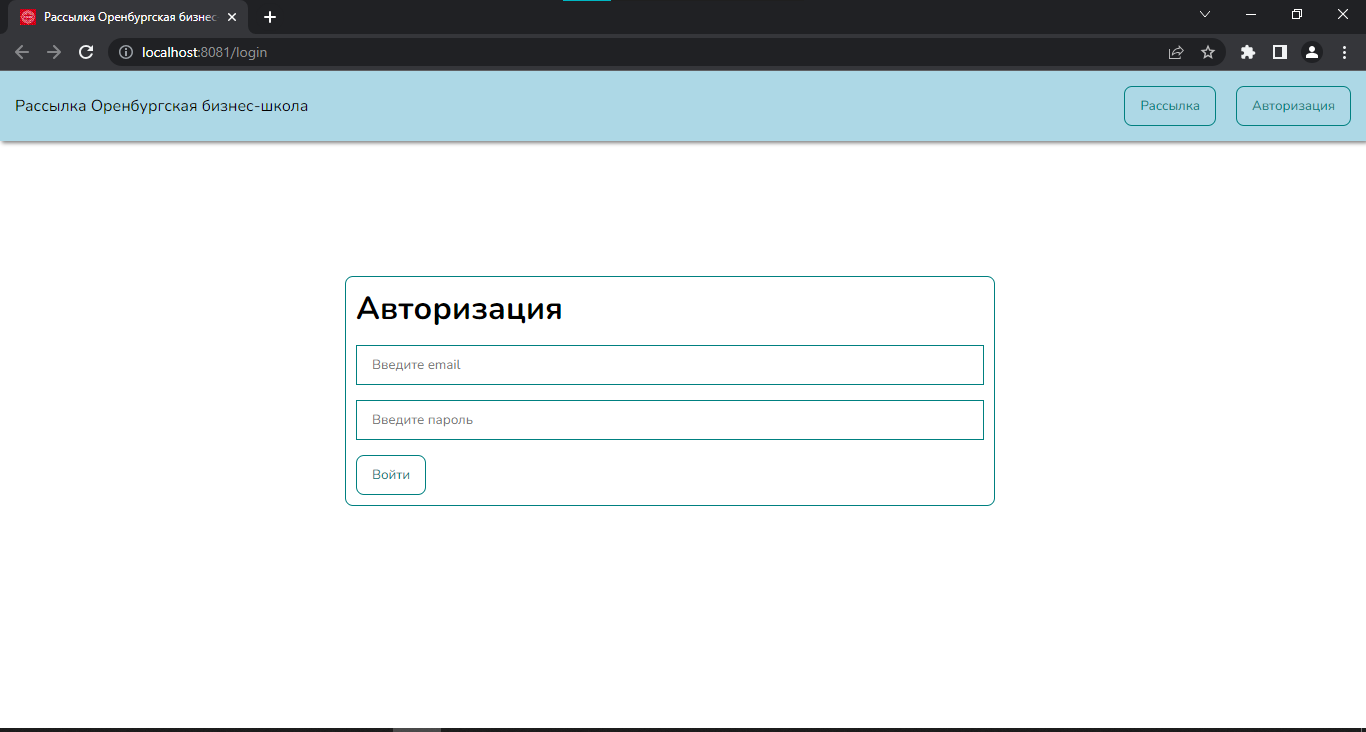 Рассылка Оренбургская бизнес
localhost:8081/login
Рассылка Оренбургская бизнес-школа
Рассылка
Авторизация
Авторизация
Введите email
Введите пароль
Войти